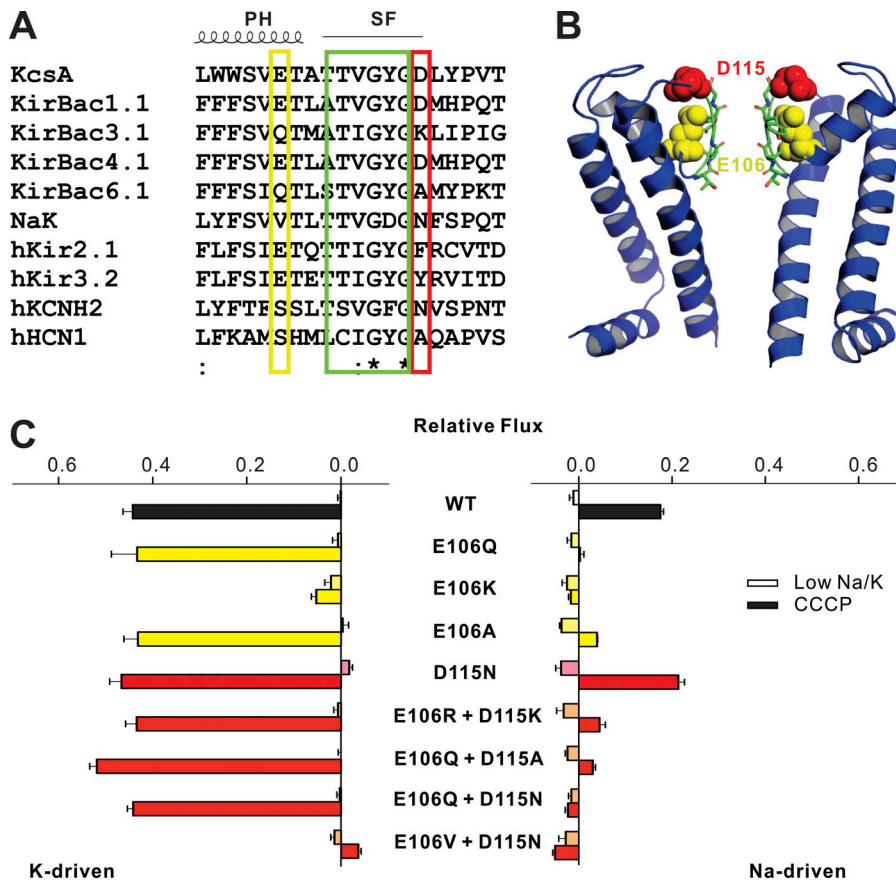 A
PH SF
KcsA LWWSVETATTVGYGDLYPVT
KirBac1.1 FFFSVETLATVGYGDMHPQT
KirBac3.1 FFFSVQTMATIGYGKLIPIG
KirBac4.1 FFFSVETLATVGYGDMHPQT
KirBac6.1 FFFSIQTLSTVGYGAMYPKT
NaK LYFSVVTLTTVGDGNFSPQT
hKir2.1 FLFSIETQTTIGYGFRCVTD
hKir3.2 FLFSIETETTIGYGYRVITD
hKCNH2 LYFTFSSLTSVGFGNVSPNT
hHCN1 LFKAMSHMLCIGYGAQAPVS
: :* *
B
D115
E106
C
Relative Flux
0.6 0.4 0.2 0.0 0.0 0.2 0.4 0.6
WT
E106Q
E106K
E106A
D115N
E106R + D115K
E106Q + D115A
E106Q + D115N
E106V + D115N
Low Na/K
CCCP
K-driven Na-driven